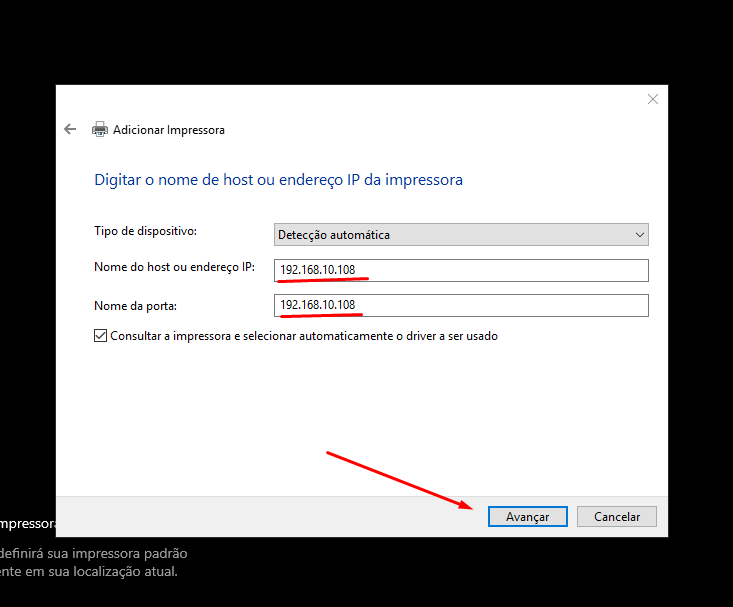 Adicionar Impressora
Digitar o nome de host ou endereço IP da impressora
Tipo de dispositivo:
Detecção automática
Nome do host ou endereço IP:
192.168.10.108
Nome da porta:
192.168.10.108
Consultar a impressora e selecionar automaticamente o driver a ser usado
Avançar
Cancelar
mpressora
definirá sua impressora padrão
ente em sua localização atual.